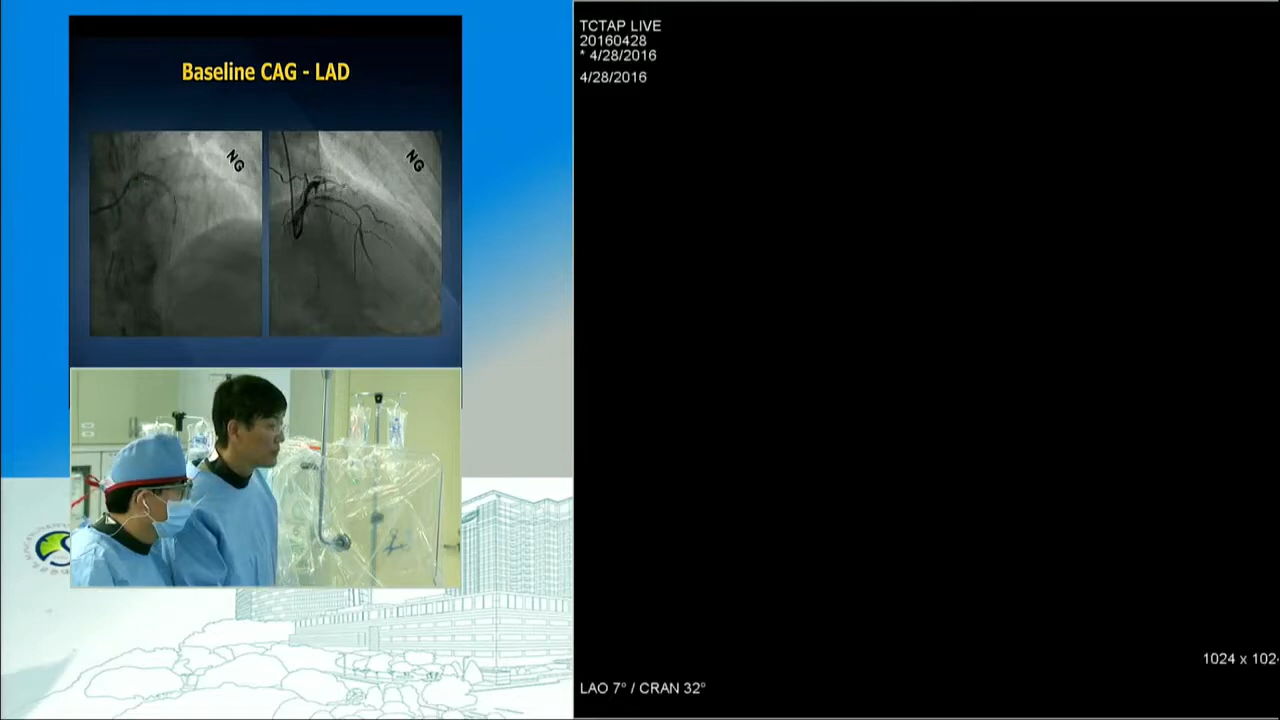 Baseline CAG - LAD
NG
NG
TCTAP LIVE
20160428
* 4/28/2016
4/28/2016
1024 x 102
LAO 7° / CRAN 32°